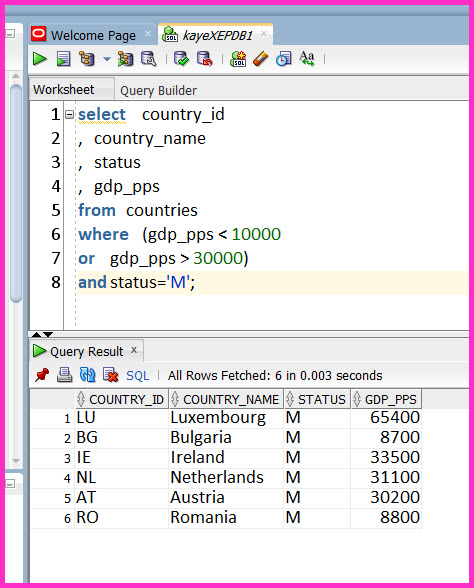 Welcome Page x kayeXEPDB1 x
Worksheet Query Builder
1 select country_id
2 , country_name
3 , status
4 , gdp_pps
5 from countries
6 where (gdp_pps < 10000
7 or gdp_pps > 30000)
8 and status='M';
Query Result x
SQL | All Rows Fetched: 6 in 0.003 seconds
COUNTRY_ID COUNTRY_NAME STATUS GDP_PPS
1 LU Luxembourg M 65400
2 BG Bulgaria M 8700
3 IE Ireland M 33500
4 NL Netherlands M 31100
5 AT Austria M 30200
6 RO Romania M 8800